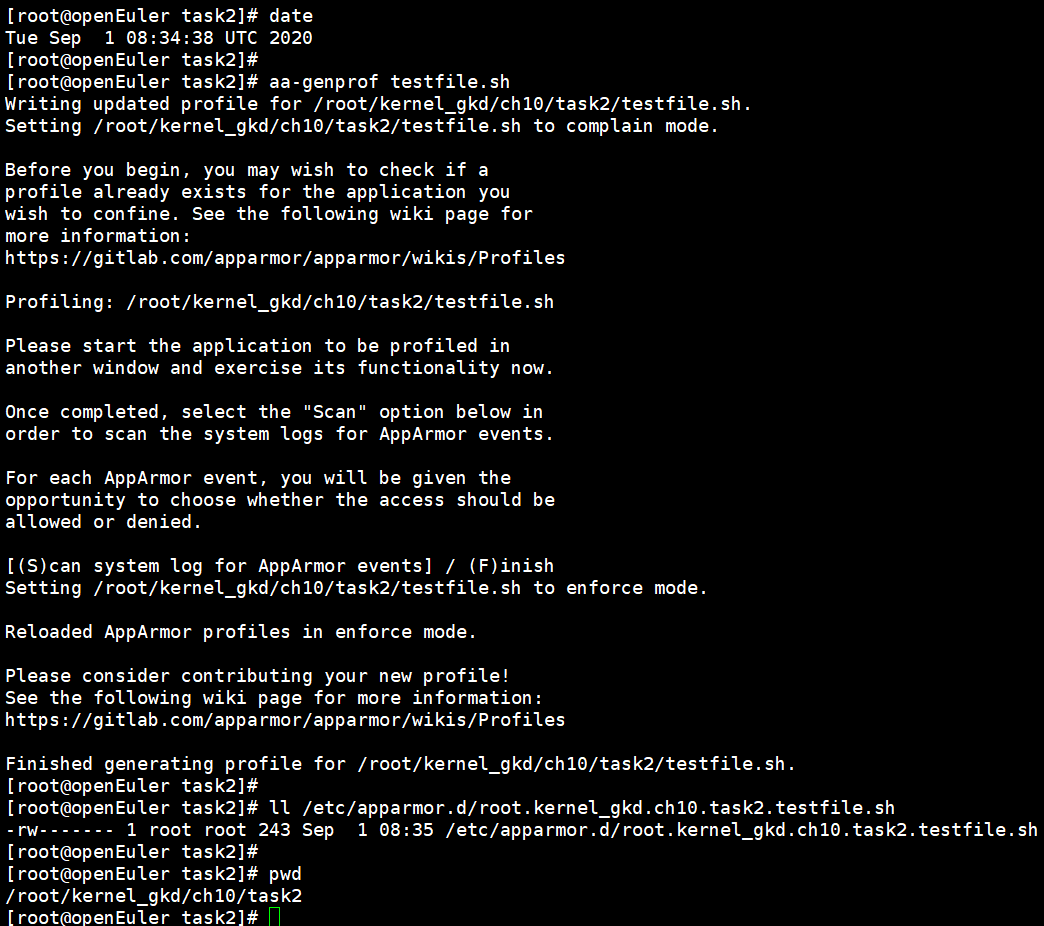 [root@openEuler task2]# date
Tue Sep  1 08:34:38 UTC 2020
[root@openEuler task2]#
[root@openEuler task2]# aa-genprof testfile.sh
Writing updated profile for /root/kernel_gkd/ch10/task2/testfile.sh.
Setting /root/kernel_gkd/ch10/task2/testfile.sh to complain mode.

Before you begin, you may wish to check if a
profile already exists for the application you
wish to confine. See the following wiki page for
more information:
https://gitlab.com/apparmor/apparmor/wikis/Profiles

Profiling: /root/kernel_gkd/ch10/task2/testfile.sh

Please start the application to be profiled in
another window and exercise its functionality now.

Once completed, select the "Scan" option below in
order to scan the system logs for AppArmor events.

For each AppArmor event, you will be given the
opportunity to choose whether the access should be
allowed or denied.

[(S)can system log for AppArmor events] / (F)inish
Setting /root/kernel_gkd/ch10/task2/testfile.sh to enforce mode.

Reloaded AppArmor profiles in enforce mode.

Please consider contributing your new profile!
See the following wiki page for more information:
https://gitlab.com/apparmor/apparmor/wikis/Profiles

Finished generating profile for /root/kernel_gkd/ch10/task2/testfile.sh.
[root@openEuler task2]#
[root@openEuler task2]# ll /etc/apparmor.d/root.kernel_gkd.ch10.task2.testfile.sh
-rw------- 1 root root 243 Sep  1 08:35 /etc/apparmor.d/root.kernel_gkd.ch10.task2.testfile.sh
[root@openEuler task2]#
[root@openEuler task2]# pwd
/root/kernel_gkd/ch10/task2
[root@openEuler task2]#